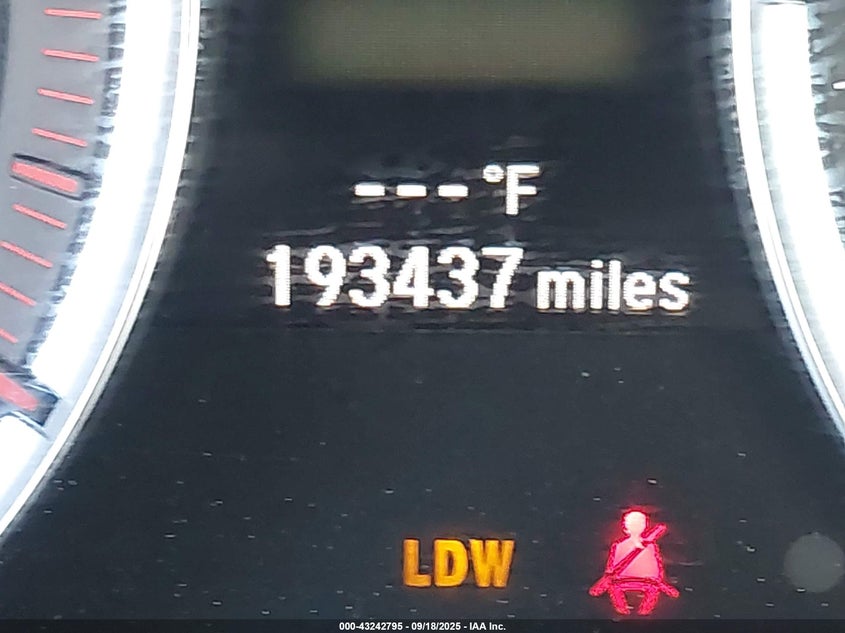 ---°F
193437 miles
LDW
000-43242795 - 09/18/2025 - IAA Inc.